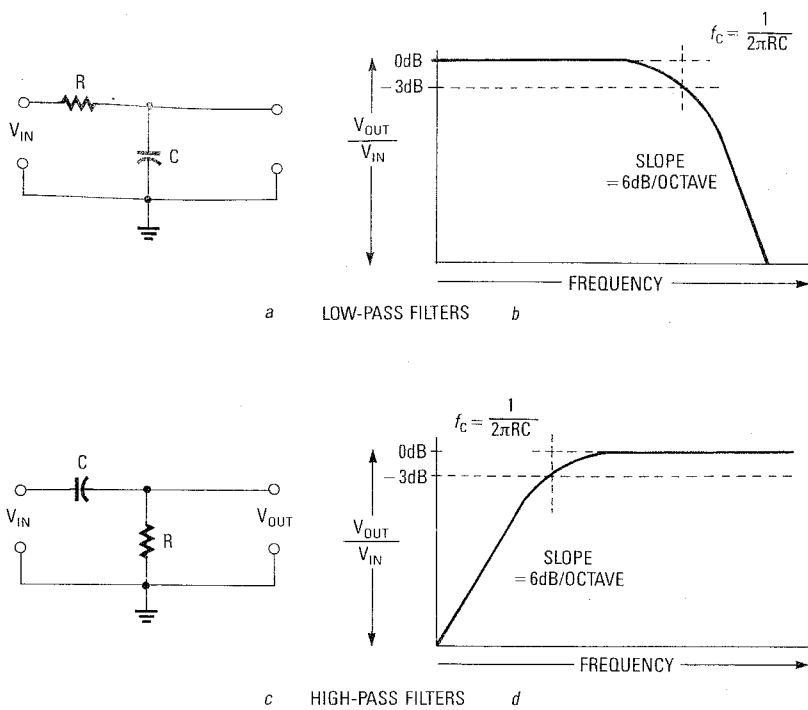 R
V_IN
C
f_C = 1/2πRC
0dB
−3dB
V_OUT/V_IN
SLOPE
=6dB/OCTAVE
FREQUENCY
a LOW-PASS FILTERS b
C
V_IN
R
V_OUT
f_C = 1/2πRC
0dB
−3dB
V_OUT/V_IN
SLOPE
=6dB/OCTAVE
FREQUENCY
c HIGH-PASS FILTERS d